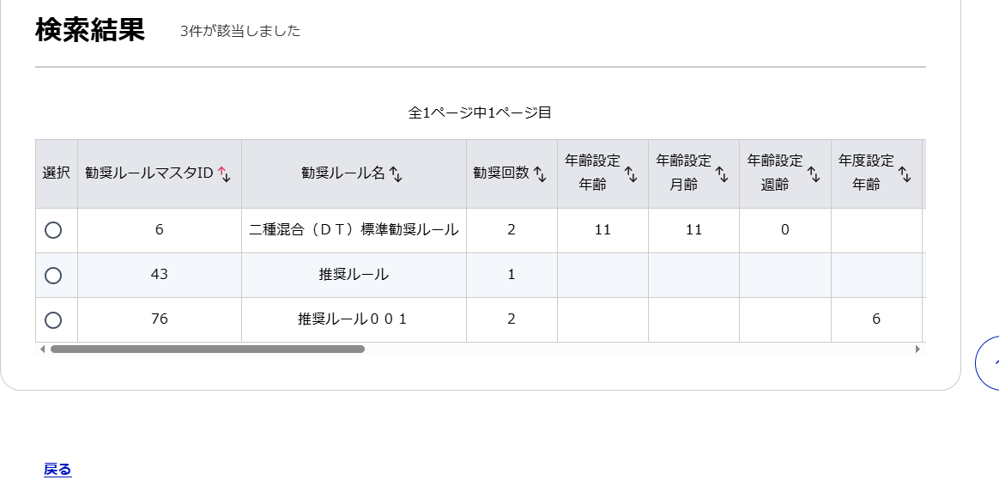 検索結果 3件が該当しました
全1ページ中1ページ目
選択 勧奨ルールマスタID 勧奨ルール名 勧奨回数 年齢設定 年齢 年齢設定 月齢 年齢設定 週齢 年度設定 年齢
6 二種混合（ＤＴ）標準勧奨ルール 2 11 11 0
43 推奨ルール 1
76 推奨ルール００１ 2 6
戻る